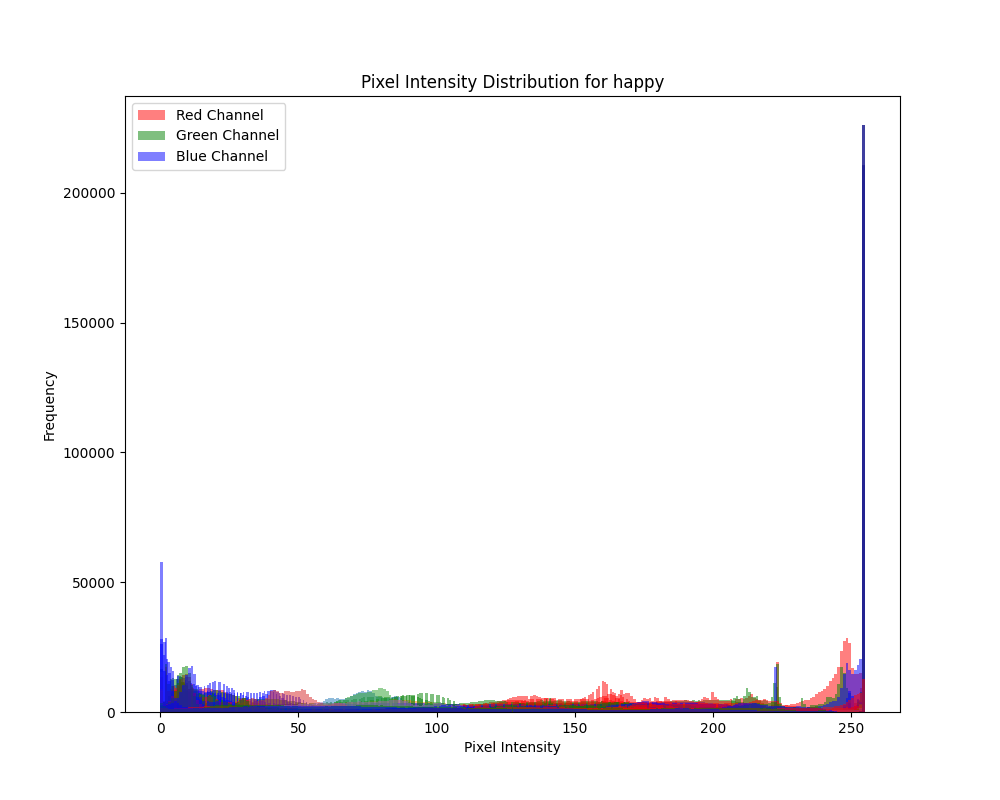 Pixel Intensity Distribution for happy
Red Channel
Green Channel
Blue Channel
200000
150000
100000
50000
0
Frequency
0 50 100 150 200 250
Pixel Intensity